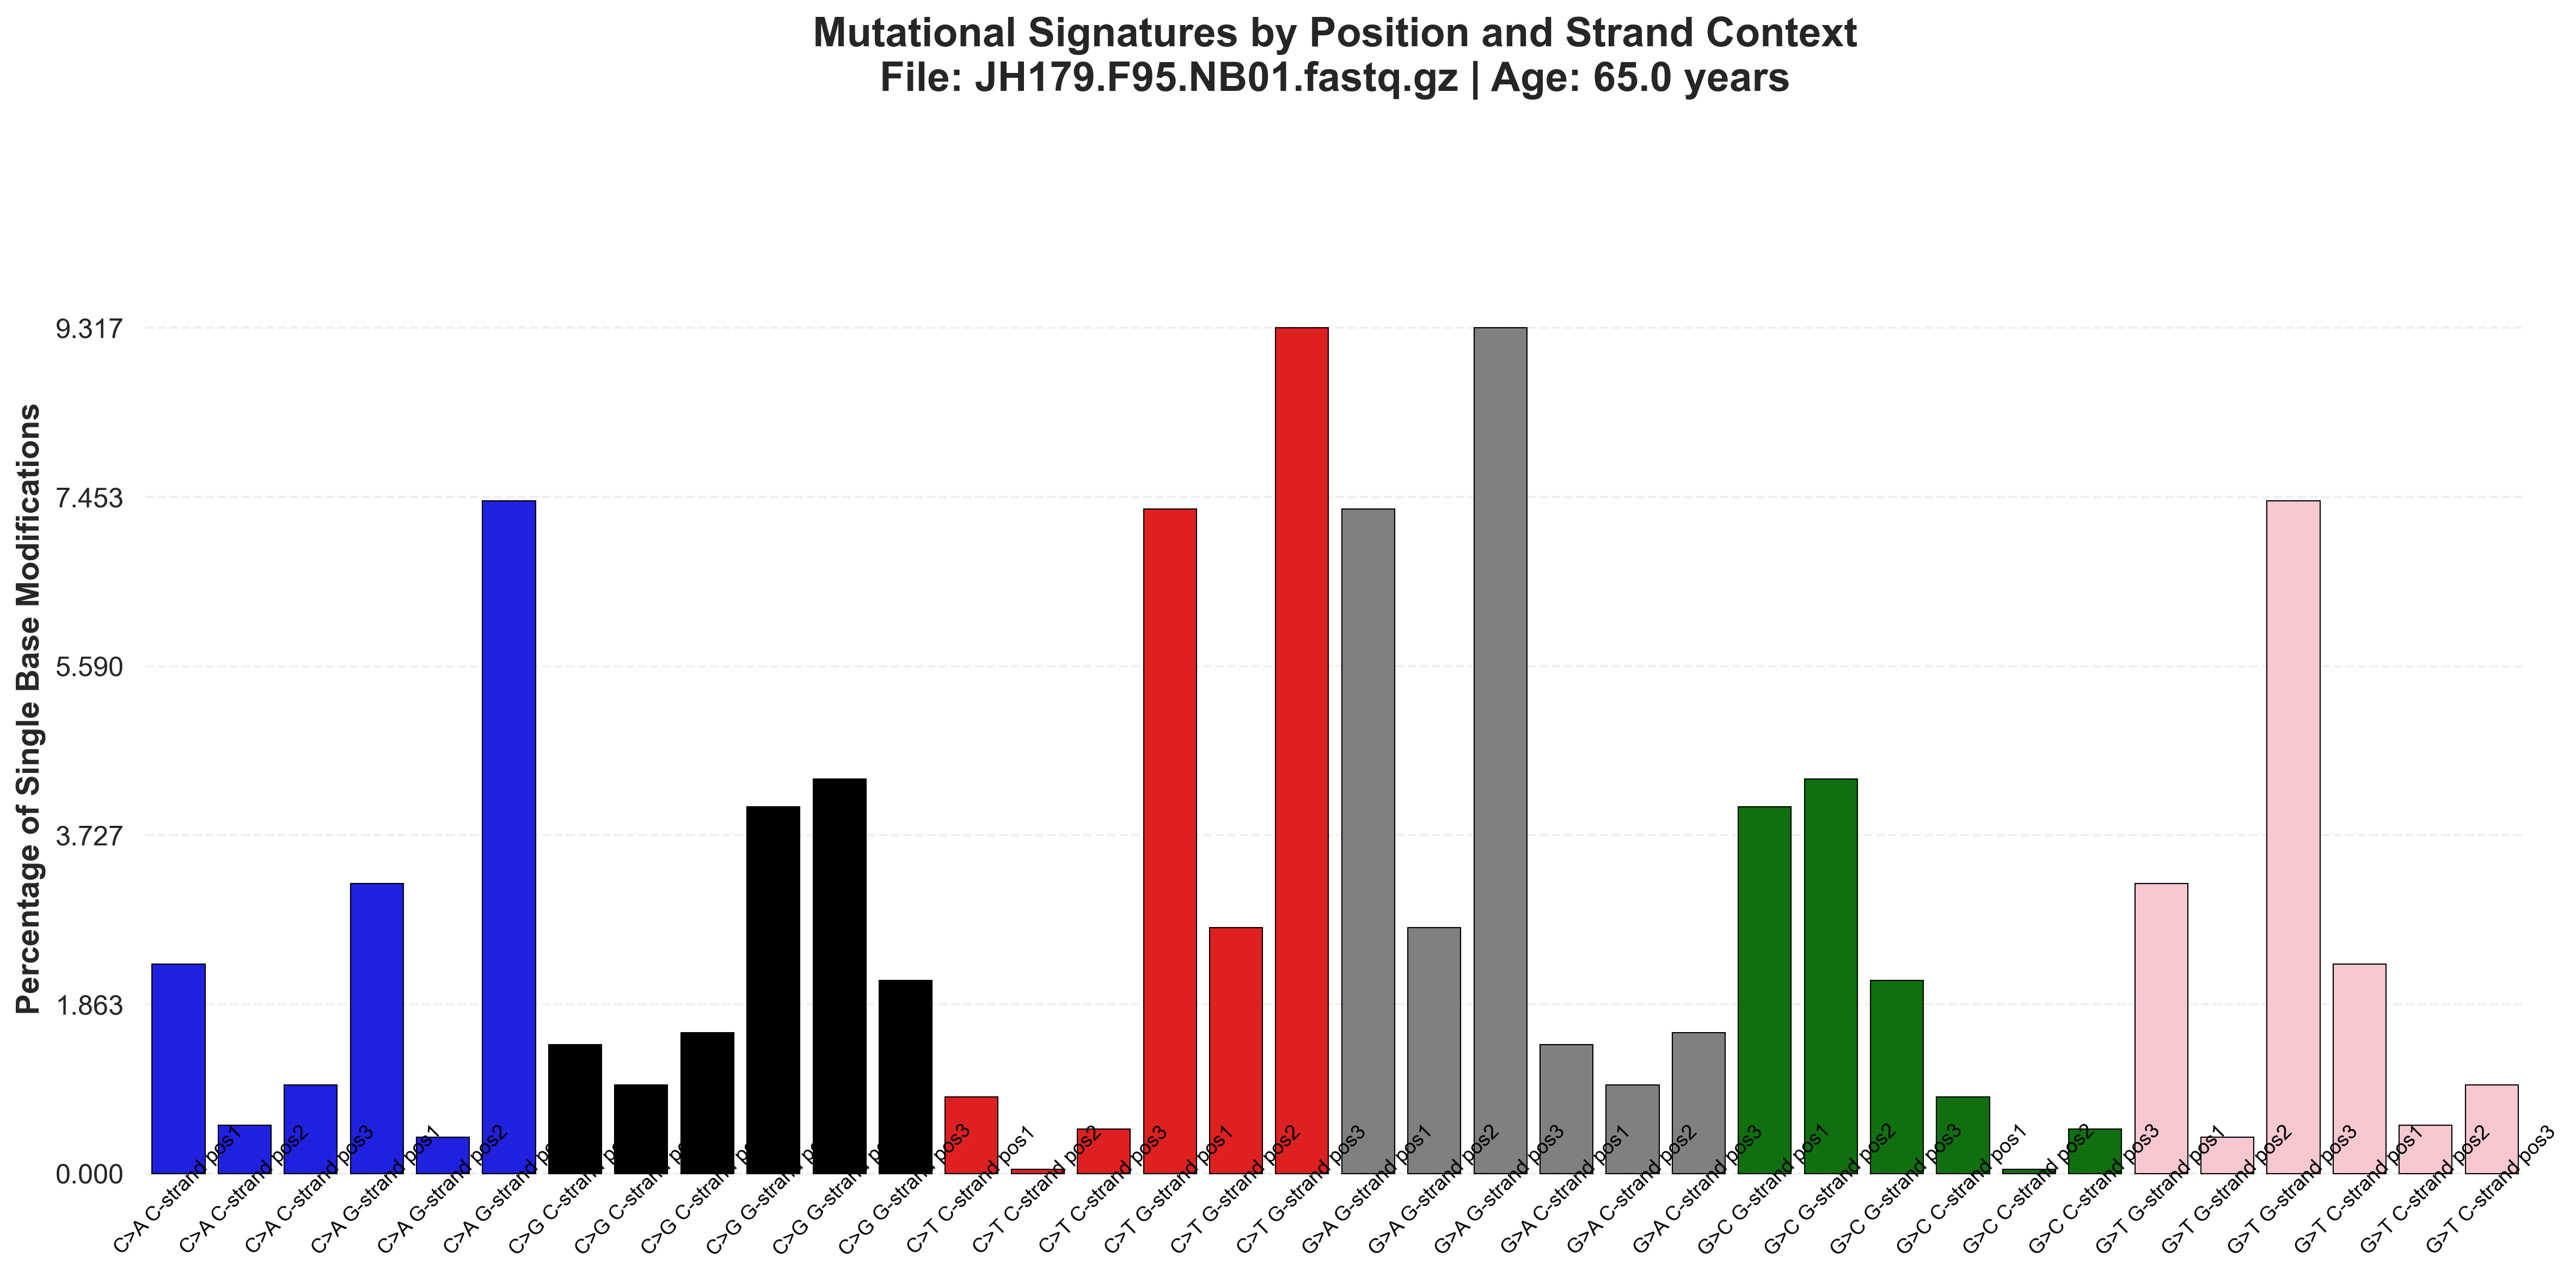 Mutational Signatures by Position and Strand Context
File: JH179.F95.NB01.fastq.gz | Age: 65.0 years
Percentage of Single Base Modifications
9.317
7.453
5.590
3.727
1.863
0.000
C>A C-strand pos1
C>A C-strand pos2
C>A C-strand pos3
C>A G-strand pos1
C>A G-strand pos2
C>A G-strand pos3
C>G C-strand pos1
C>G C-strand pos2
C>G C-strand pos3
C>G G-strand pos1
C>G G-strand pos2
C>G G-strand pos3
C>T C-strand pos1
C>T C-strand pos2
C>T C-strand pos3
C>T G-strand pos1
C>T G-strand pos2
C>T G-strand pos3
G>A G-strand pos1
G>A G-strand pos2
G>A G-strand pos3
G>A C-strand pos1
G>A C-strand pos2
G>A C-strand pos3
G>C G-strand pos1
G>C G-strand pos2
G>C G-strand pos3
G>C C-strand pos1
G>C C-strand pos2
G>C C-strand pos3
G>T G-strand pos1
G>T G-strand pos2
G>T G-strand pos3
G>T C-strand pos1
G>T C-strand pos2
G>T C-strand pos3